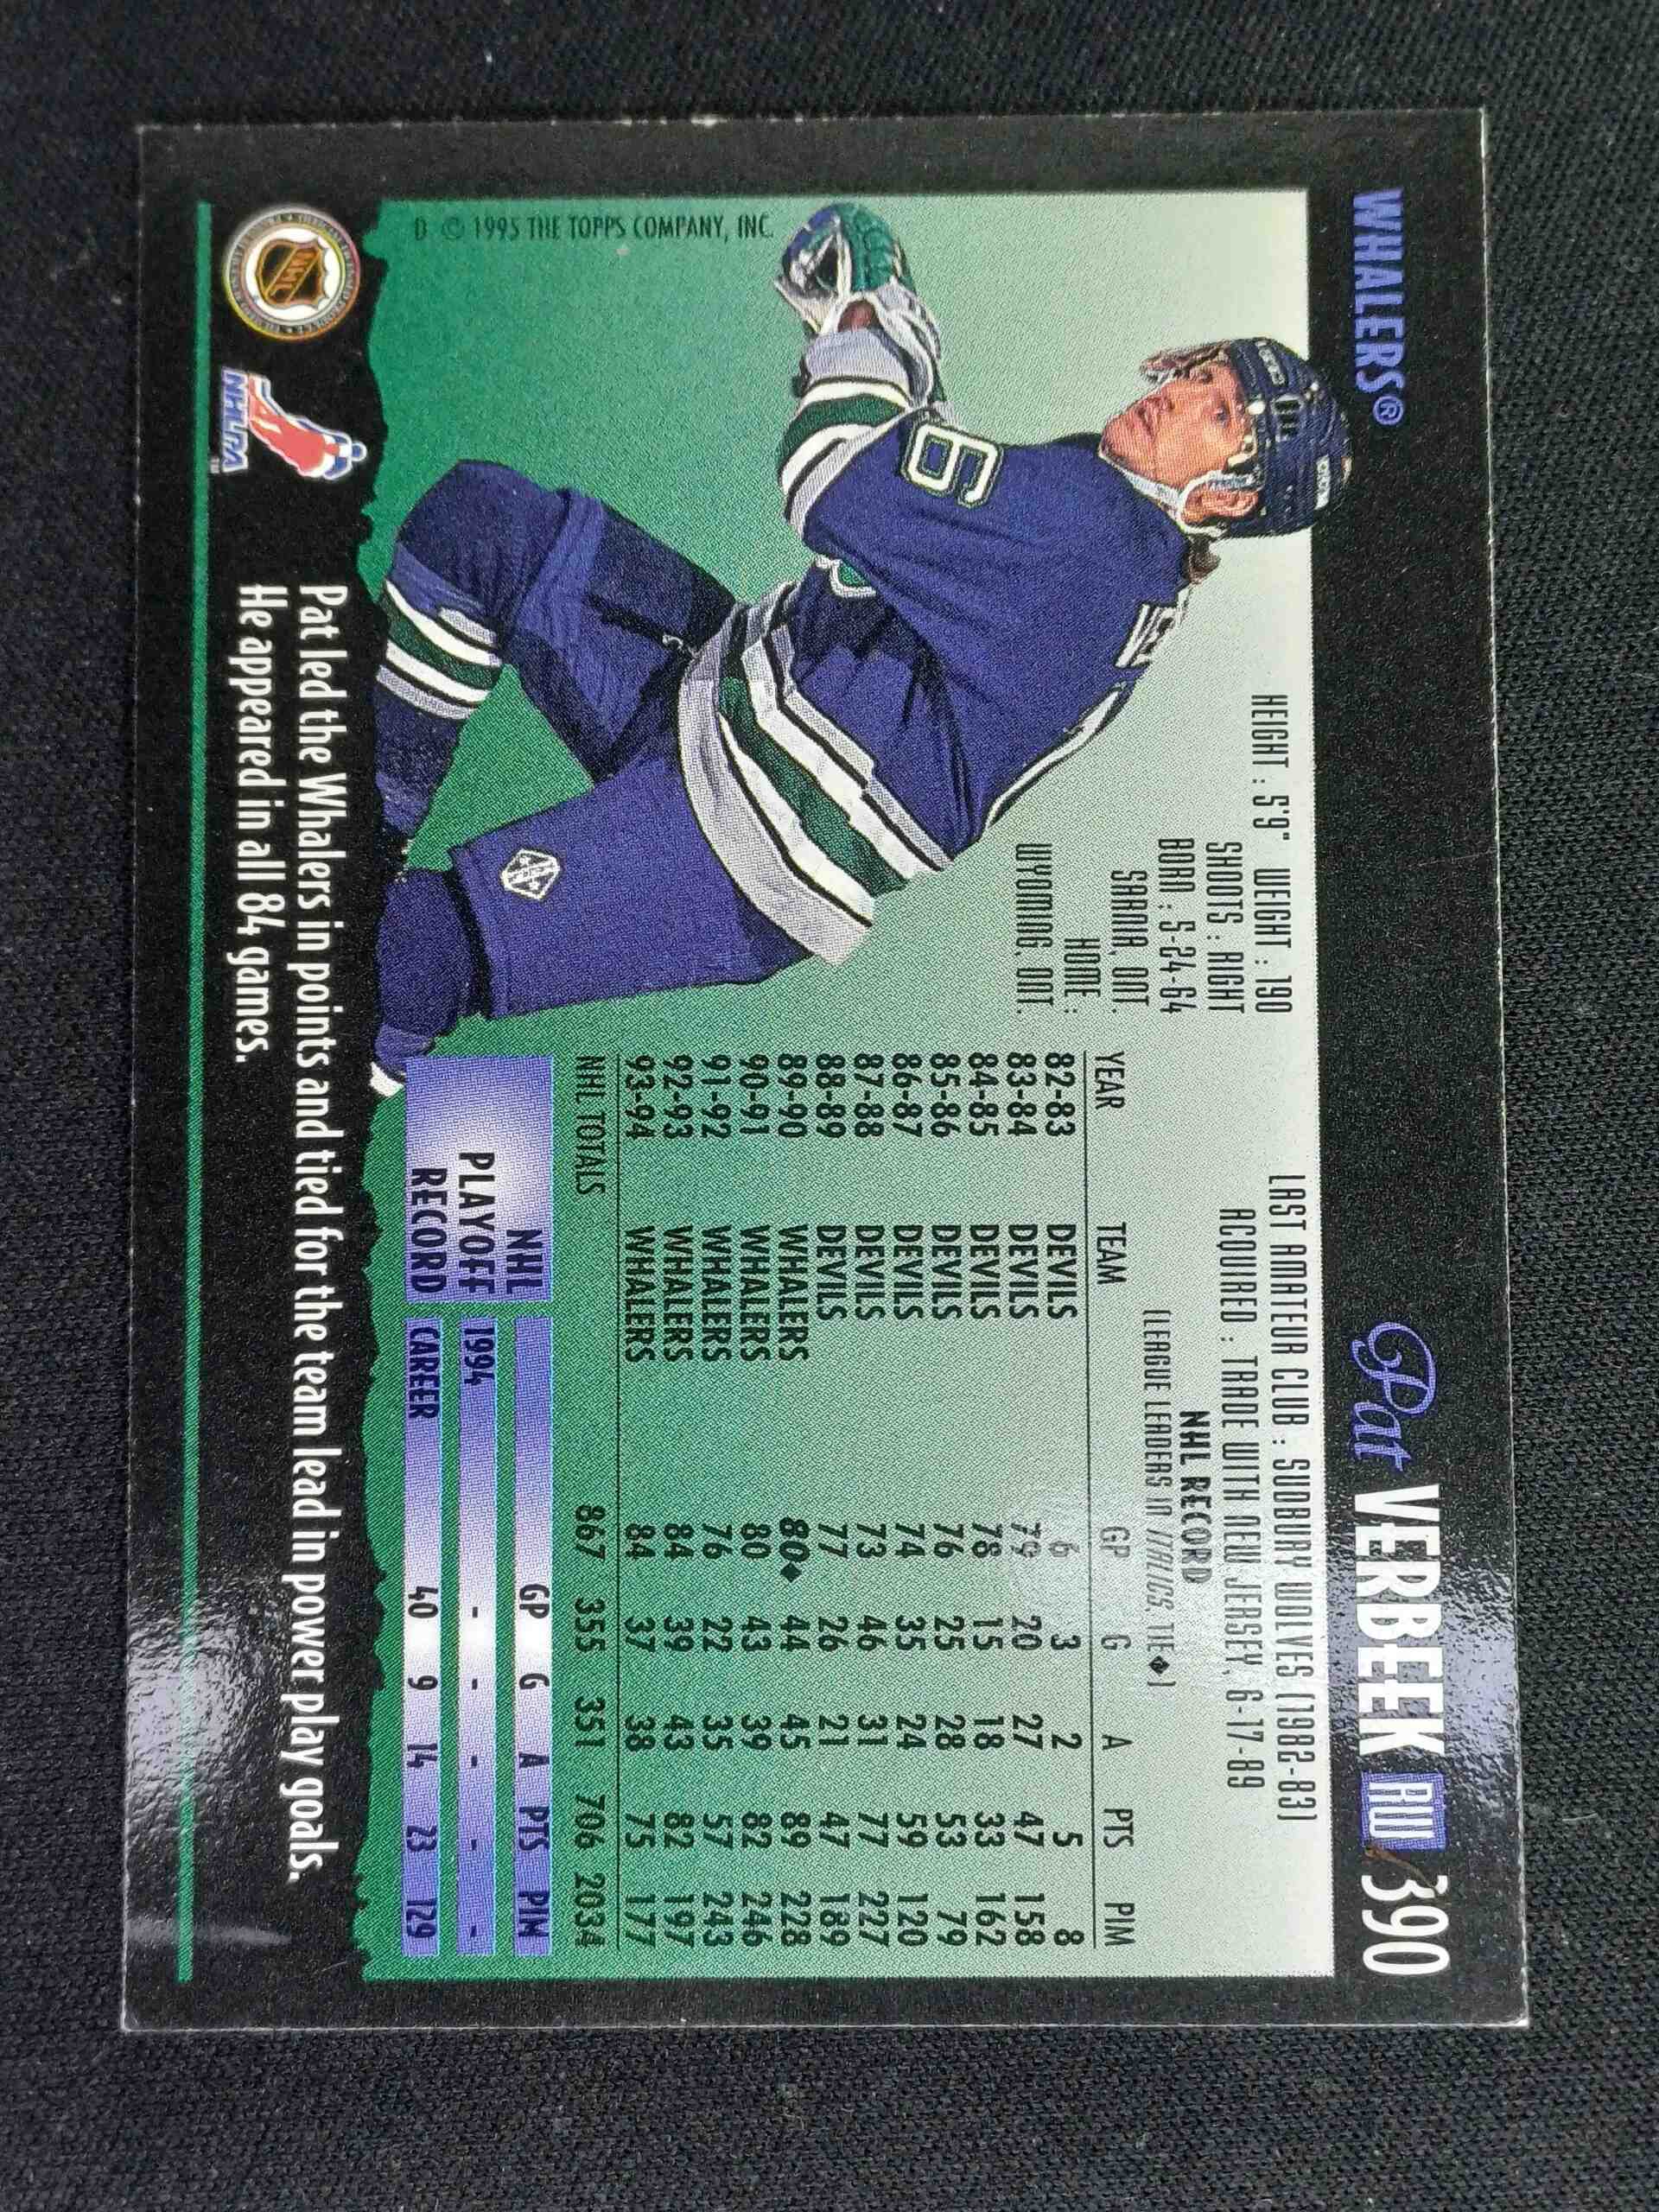 WHALERS®
Pat VERBEEK RW 390
HEIGHT : 5'9" WEIGHT : 190
SHOOTS : RIGHT
BORN : 5-24-64
SARNIA, ONT.
HOME :
WYOMING, ONT.
LAST AMATEUR CLUB : SUDBURY WOLVES (1982-83)
ACQUIRED : TRADE WITH NEW JERSEY, 6-17-89
NHL RECORD
(LEAGUE LEADERS IN ITALICS, TIE ♦)
YEAR TEAM GP G A PTS PIM
82-83 DEVILS 6 3 2 5 8
83-84 DEVILS 79 20 27 47 158
84-85 DEVILS 78 15 18 33 162
85-86 DEVILS 76 25 28 53 79
86-87 DEVILS 74 35 24 59 120
87-88 DEVILS 73 46 31 77 227
88-89 DEVILS 77 26 21 47 189
89-90 WHALERS 80♦ 44 45 89 228
90-91 WHALERS 80 43 39 82 246
91-92 WHALERS 76 22 35 57 243
92-93 WHALERS 84 39 43 82 197
93-94 WHALERS 84 37 38 75 177
NHL TOTALS 867 355 351 706 2034
NHL PLAYOFF RECORD
GP G A PTS PIM
1994 - - - - -
CAREER 40 9 14 23 129
6
D © 1995 THE TOPPS COMPANY, INC.
NHL
NHLPA™
Pat led the Whalers in points and tied for the team lead in power play goals.
He appeared in all 84 games.